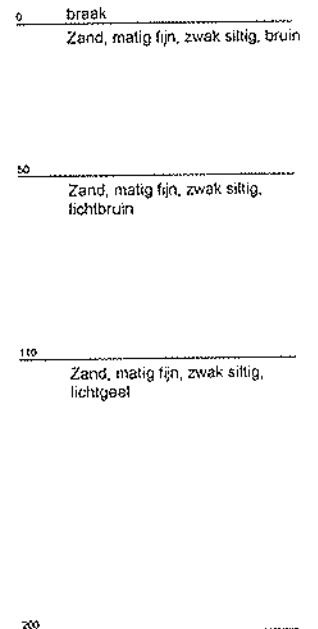 0 braak
Zand, matig fijn, zwak siltig, bruin
50
Zand, matig fijn, zwak siltig,
lichtbruin
110
Zand, matig fijn, zwak siltig,
lichtgeel
200